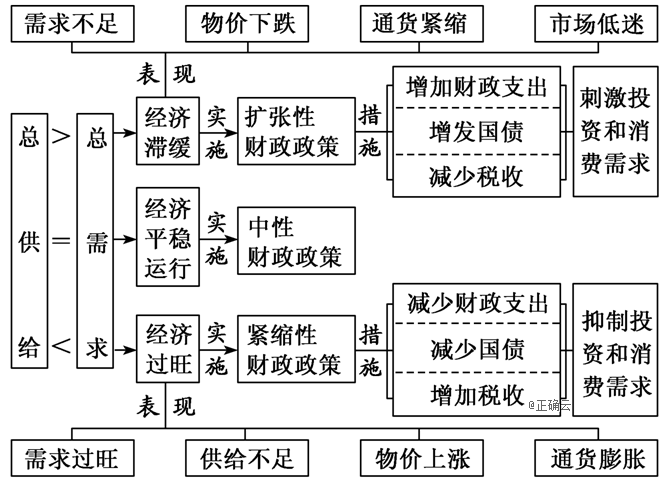 需求不足 物价下跌 通货紧缩 市场低迷
表 现
总 > 总
供 = 需
给 < 求
经济
滞缓
实
施
扩张性
财政政策
措
施
增加财政支出
增发国债
减少税收
刺激投
资和消
费需求
经济
平稳
运行
实
施
中性
财政政策
经济
过旺
实
施
紧缩性
财政政策
措
施
减少财政支出
减少国债
增加税收
@正确云
抑制投
资和消
费需求
表 现
需求过旺 供给不足 物价上涨 通货膨胀